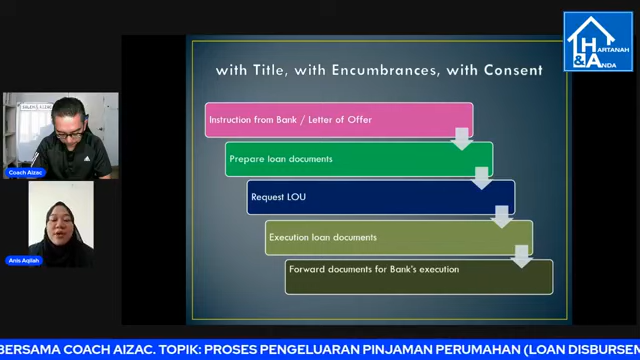 HARTANAH
& ANDA
with Title, with Encumbrances, with Consent
Instruction from Bank / Letter of Offer
Prepare loan documents
Request LOU
Execution loan documents
Forward documents for Bank's execution
Coach Aizac
Anis Aqilah
BERSAMA COACH AIZAC. TOPIK: PROSES PENGELUARAN PINJAMAN PERUMAHAN (LOAN DISBURSEM